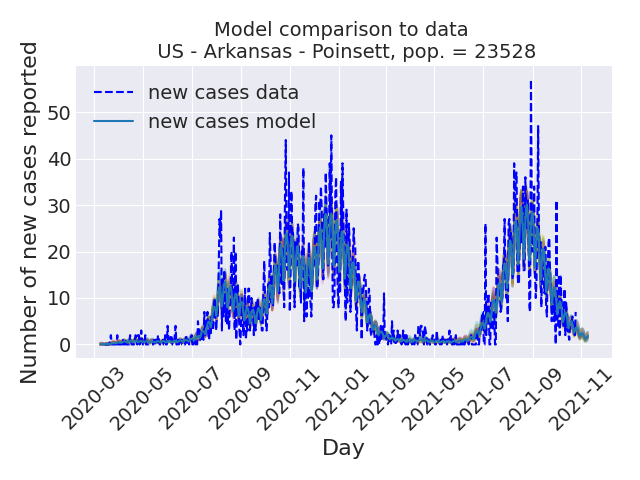 Model comparison to data
US - Arkansas - Poinsett, pop. = 23528
Number of new cases reported
50
40
30
20
10
0
new cases data
new cases model
2020-03
2020-05
2020-07
2020-09
2020-11
2021-01
2021-03
2021-05
2021-07
2021-09
2021-11
Day